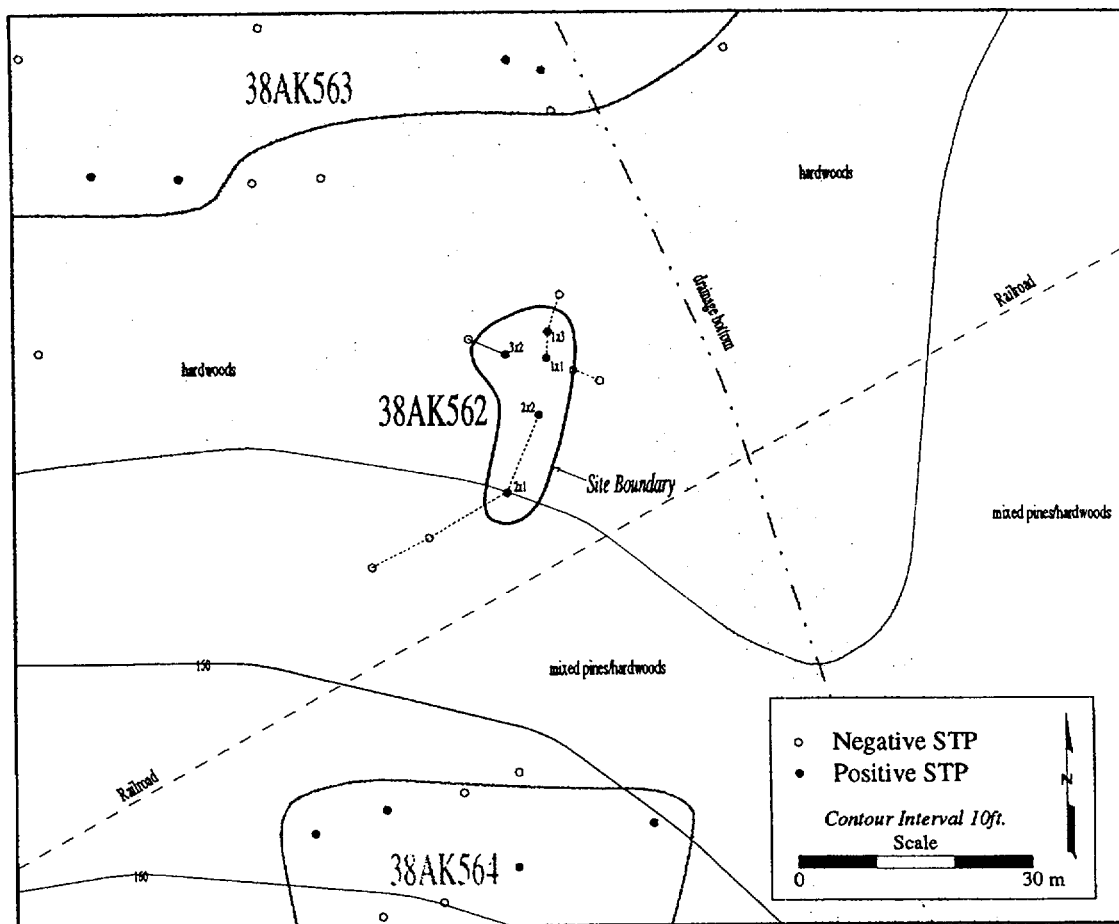 38AK563
hardwoods
drainage bottom
Railroad
1x3
3x2
1x1
hardwoods
38AK562
2x2
Site Boundary
2x1
mixed pines/hardwoods
150
mixed pines/hardwoods
Negative STP
Positive STP
N
Railroad
Contour Interval 10ft.
Scale
0 30 m
38AK564
160